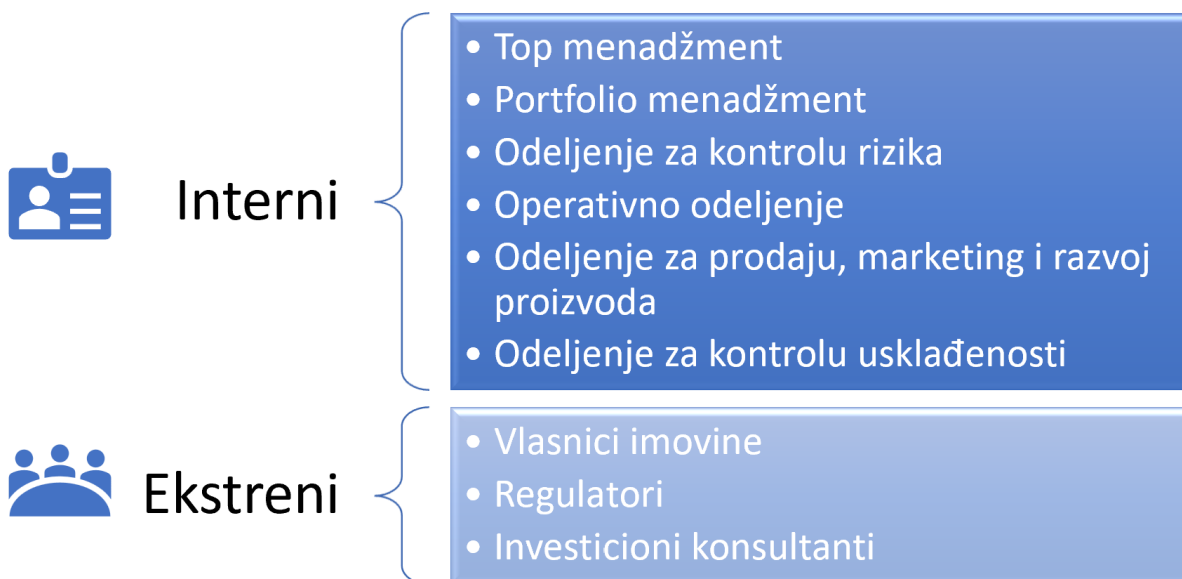 Interni
• Top menadžment
• Portfolio menadžment
• Odeljenje za kontrolu rizika
• Operativno odeljenje
• Odeljenje za prodaju, marketing i razvoj
proizvoda
• Odeljenje za kontrolu usklađenosti
Ekstreni
• Vlasnici imovine
• Regulatori
• Investicioni konsultanti